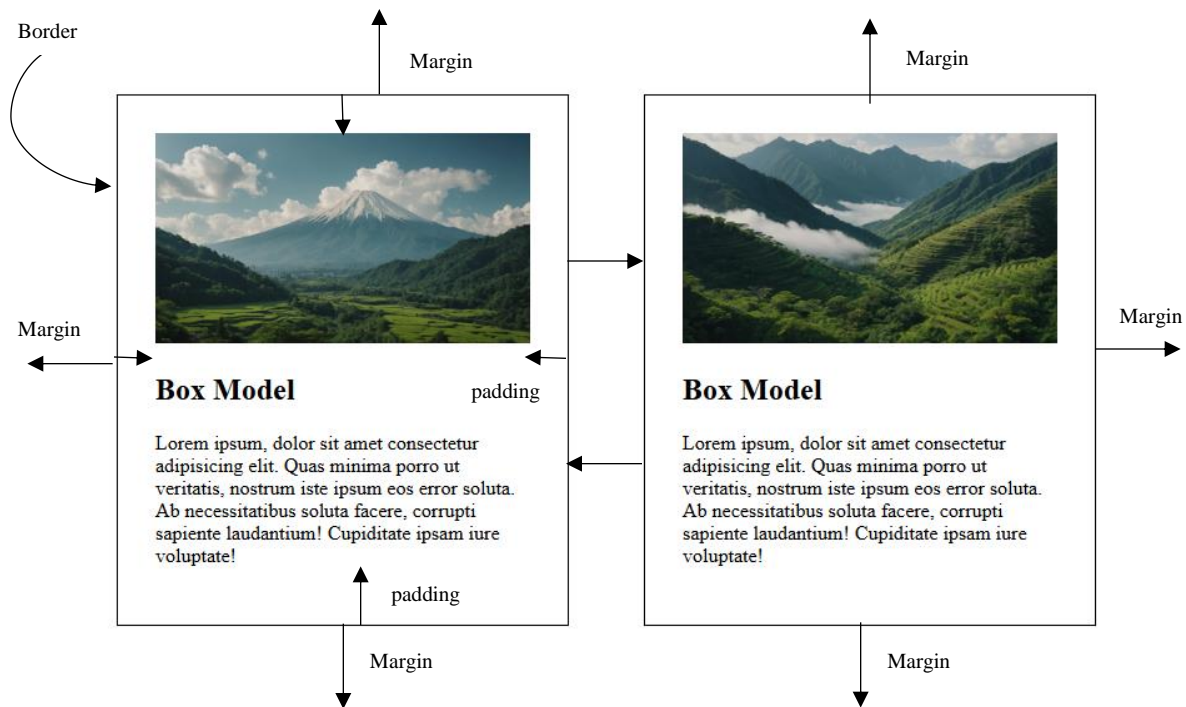 Border
Margin
Margin
Margin
Margin
Box Model
padding
Lorem ipsum, dolor sit amet consectetur
adipisicing elit. Quas minima porro ut
veritatis, nostrum iste ipsum eos error soluta.
Ab necessitatibus soluta facere, corrupti
sapiente laudantium! Cupiditate ipsam iure
voluptate!
padding
Margin
Box Model
Lorem ipsum, dolor sit amet consectetur
adipisicing elit. Quas minima porro ut
veritatis, nostrum iste ipsum eos error soluta.
Ab necessitatibus soluta facere, corrupti
sapiente laudantium! Cupiditate ipsam iure
voluptate!
Margin